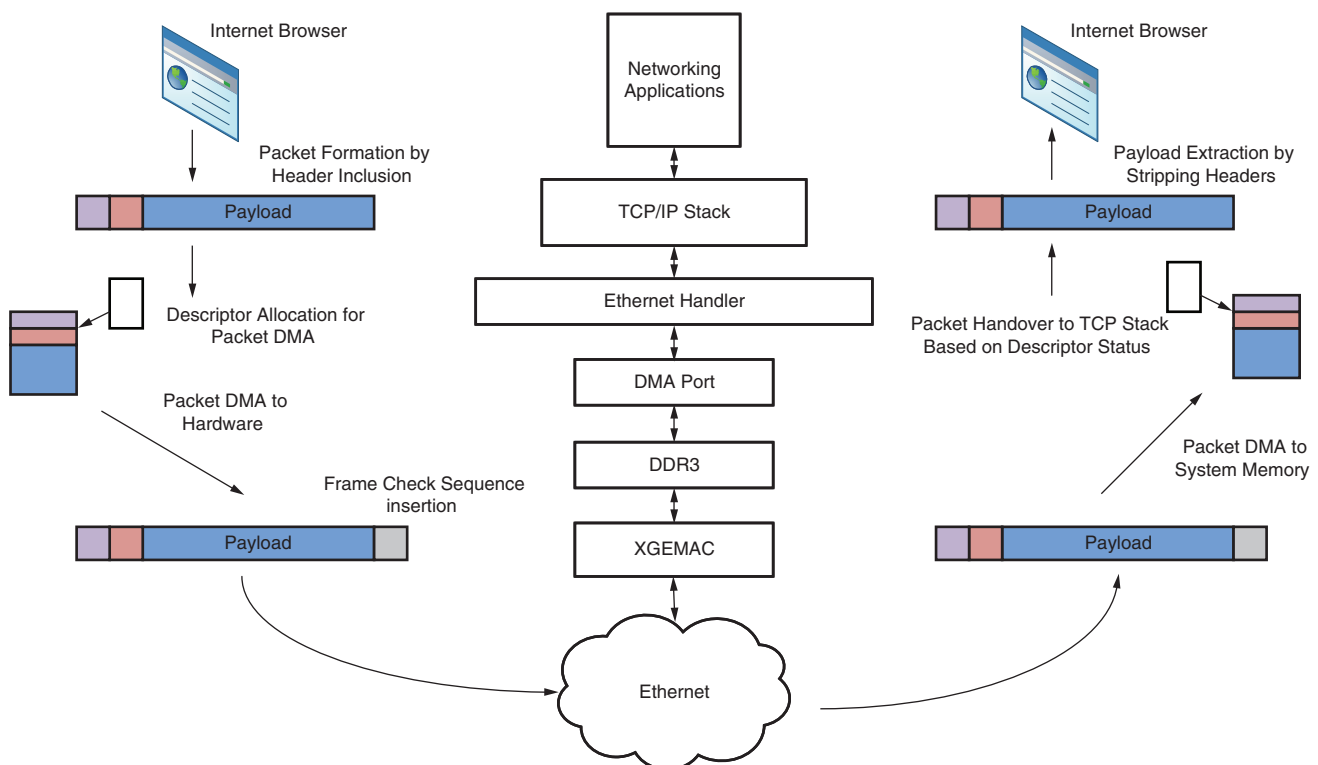 Internet Browser
Packet Formation by
Header Inclusion
Payload
Descriptor Allocation for
Packet DMA
Packet DMA to
Hardware
Frame Check Sequence
insertion
Payload
Networking
Applications
TCP/IP Stack
Ethernet Handler
DMA Port
DDR3
XGEMAC
Ethernet
Internet Browser
Payload Extraction by
Stripping Headers
Payload
Packet Handover to TCP Stack
Based on Descriptor Status
Packet DMA to
System Memory
Payload